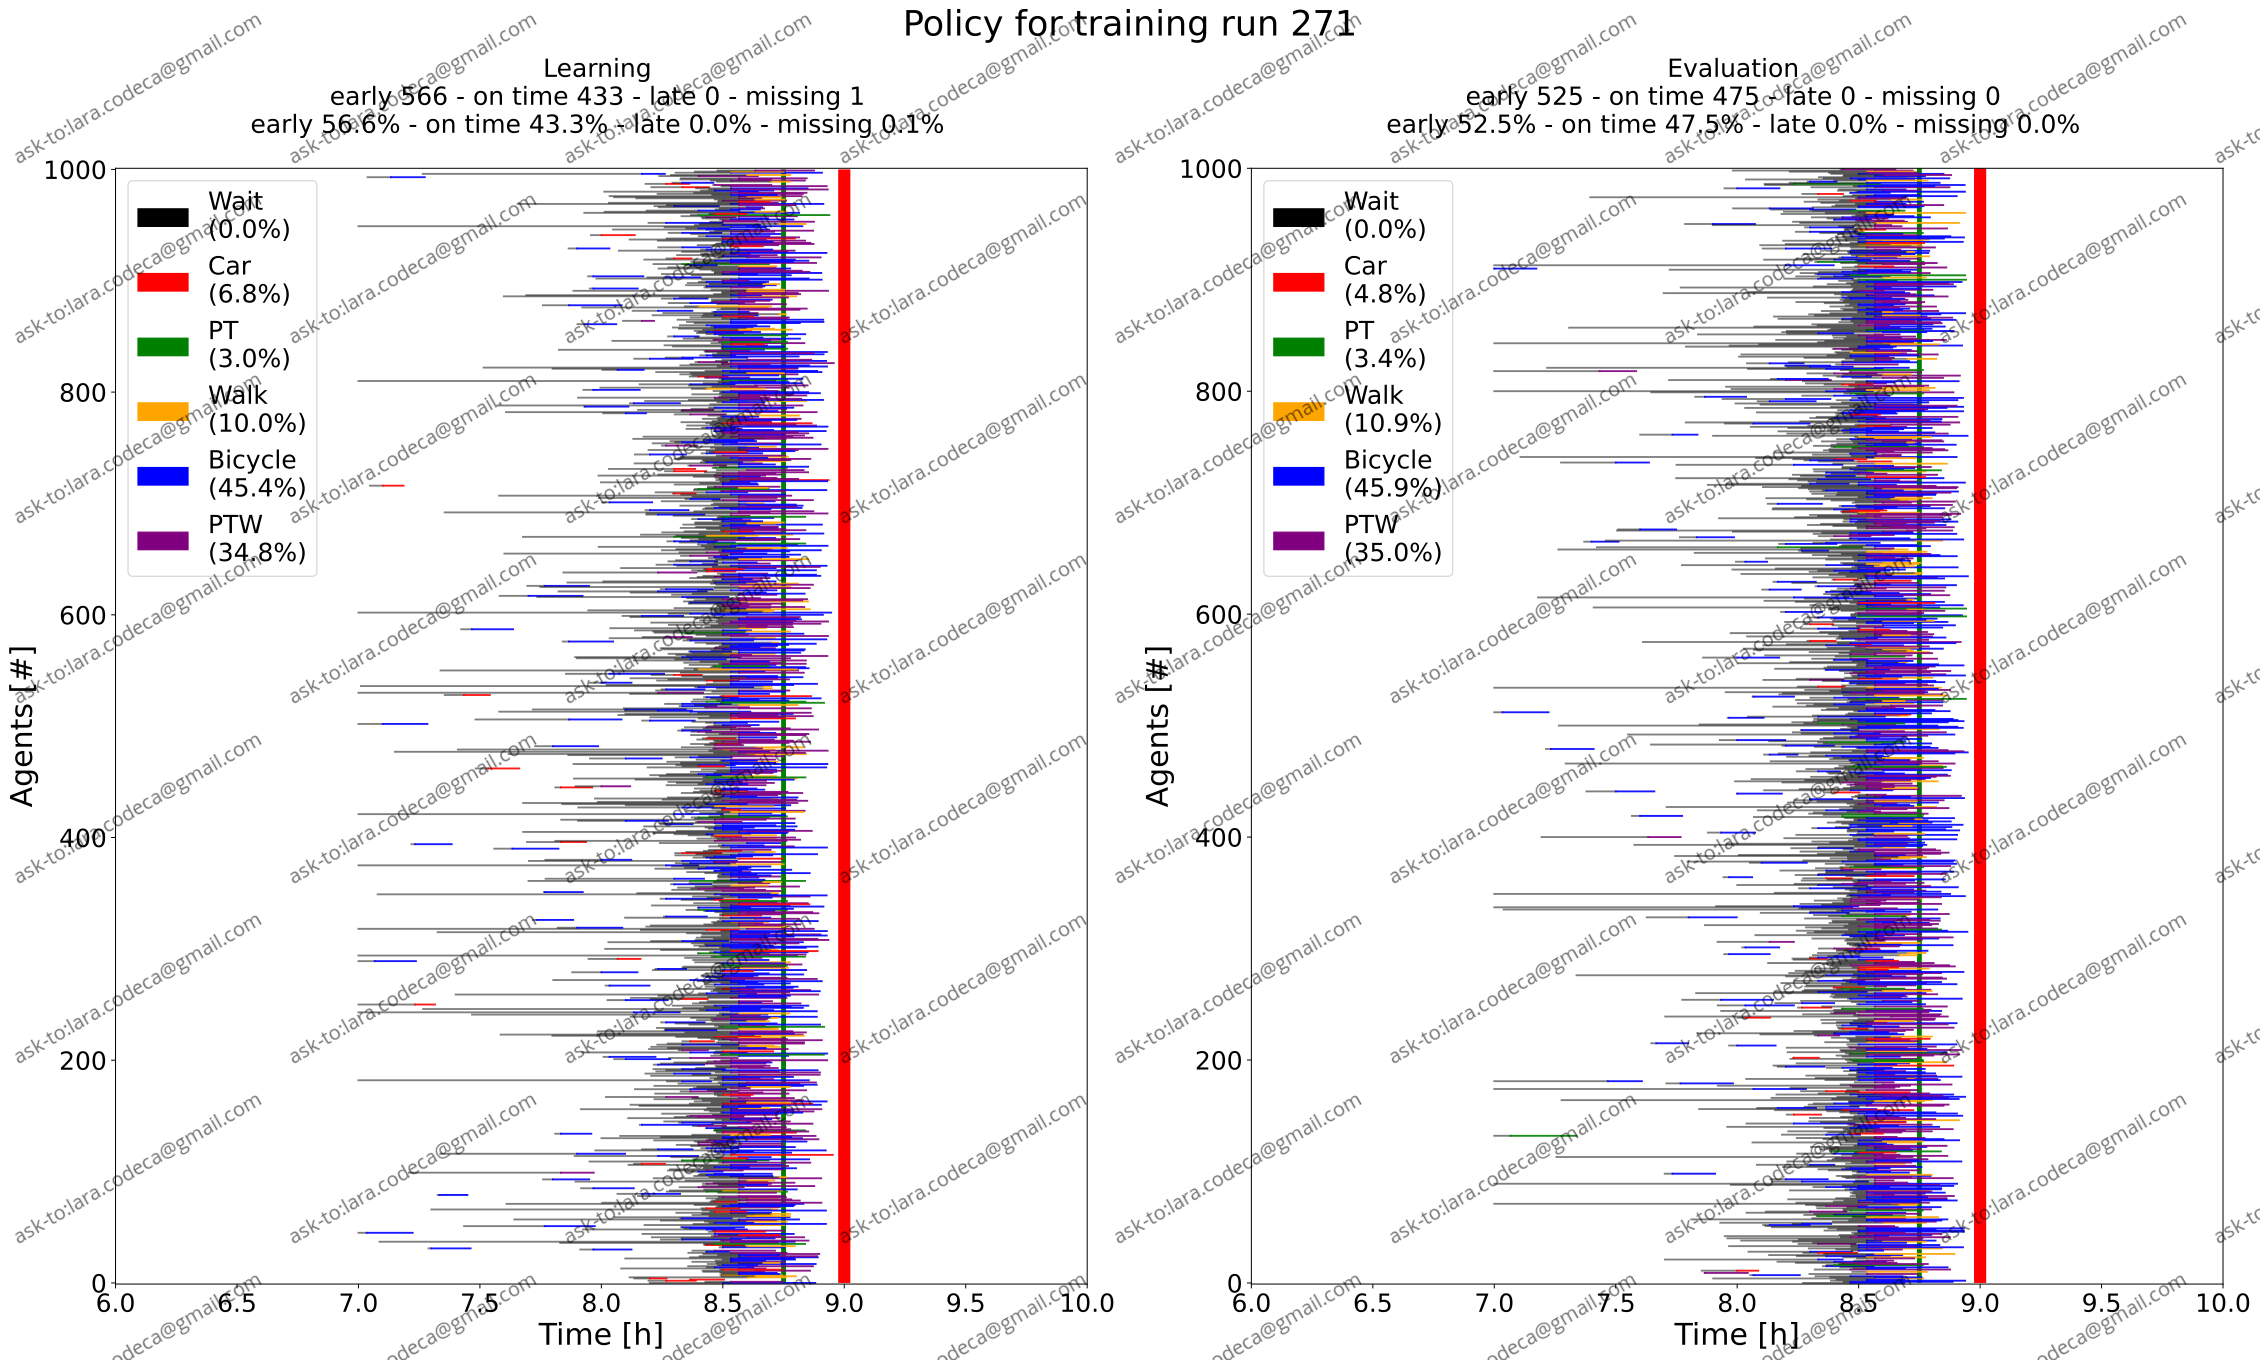 Policy for training run 271
Learning
early 566 - on time 433 - late 0 - missing 1
early 56.6% - on time 43.3% - late 0.0% - missing 0.1%
1000
800
600
400
200
0
Agents [#]
Wait
(0.0%)
Car
(6.8%)
PT
(3.0%)
Walk
(10.0%)
Bicycle
(45.4%)
PTW
(34.8%)
6.0 6.5 7.0 7.5 8.0 8.5 9.0 9.5 10.0
Time [h]
Evaluation
early 525 - on time 475 - late 0 - missing 0
early 52.5% - on time 47.5% - late 0.0% - missing 0.0%
1000
800
600
400
200
0
Agents [#]
Wait
(0.0%)
Car
(4.8%)
PT
(3.4%)
Walk
(10.9%)
Bicycle
(45.9%)
PTW
(35.0%)
6.0 6.5 7.0 7.5 8.0 8.5 9.0 9.5 10.0
Time [h]
ask-to:lara.codeca@gmail.com